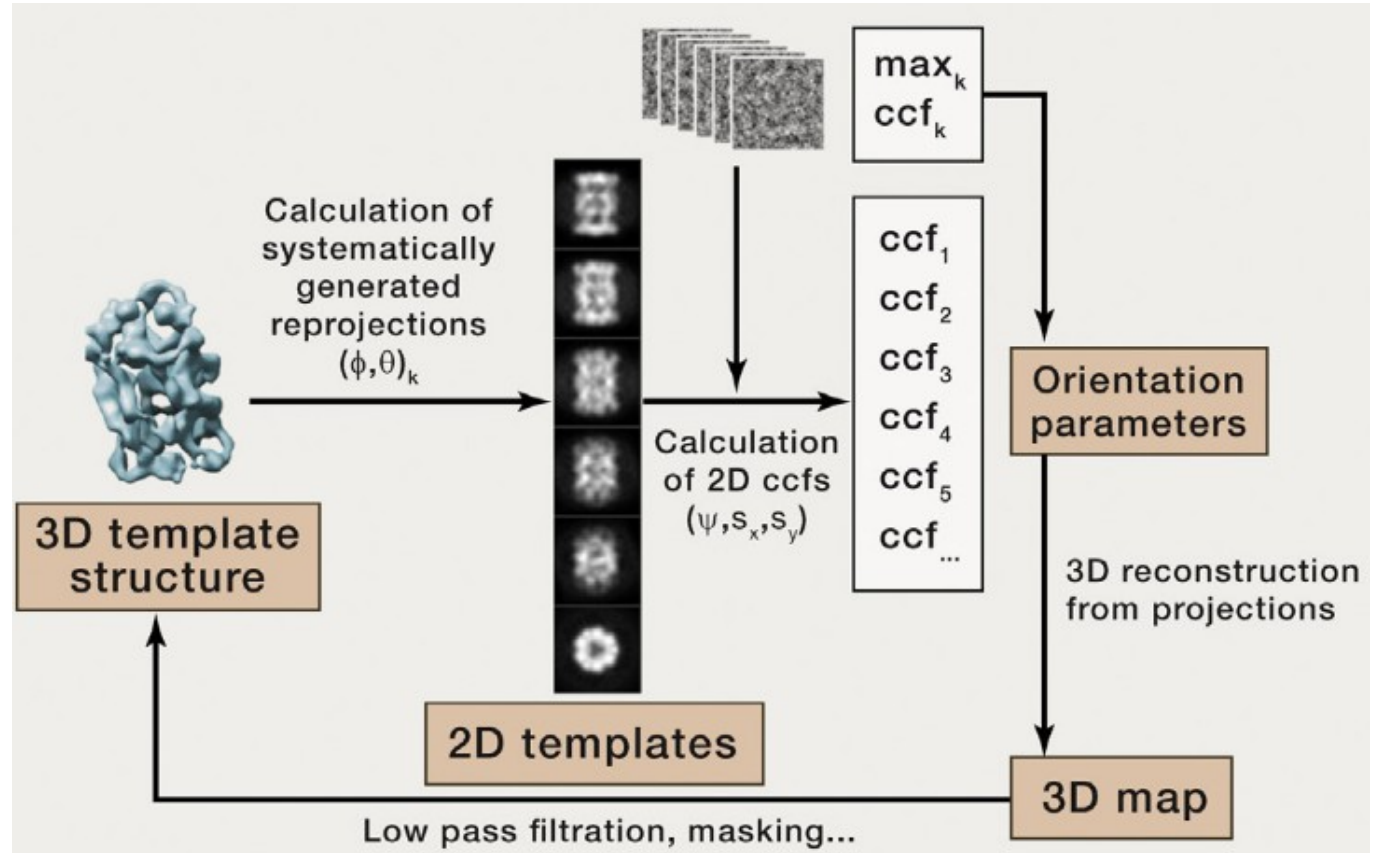 max_k
ccf_k
Calculation of
systematically
generated
reprojections
(ϕ,θ)_k
ccf_1
ccf_2
ccf_3
ccf_4
ccf_5
ccf_...
Calculation
of 2D ccfs
(ψ,s_x,s_y)
Orientation
parameters
3D template
structure
3D reconstruction
from projections
2D templates
3D map
Low pass filtration, masking...